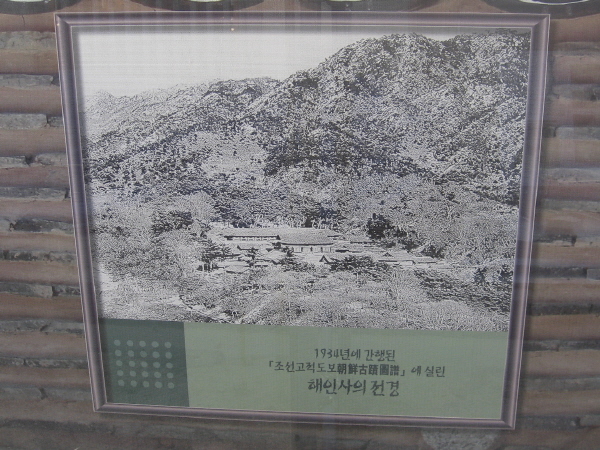 1934년에 간행된
「조선고적도보朝鮮古蹟圖譜」에 실린
해인사의 전경